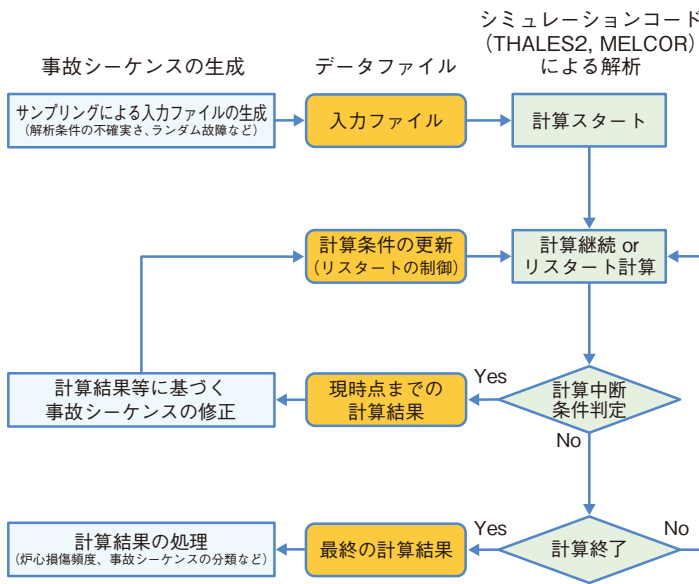 事故シーケンスの生成
データファイル
シミュレーションコード
(THALES2, MELCOR)
による解析
サンプリングによる入力ファイルの生成
(解析条件の不確実さ、ランダム故障など)
入力ファイル
計算スタート
計算条件の更新
(リスタートの制御)
計算継続 or
リスタート計算
計算結果等に基づく
事故シーケンスの修正
現時点までの
計算結果
Yes
計算中断
条件判定
No
計算結果の処理
(炉心損傷頻度、事故シーケンスの分類など)
最終の計算結果
Yes
計算終了
No